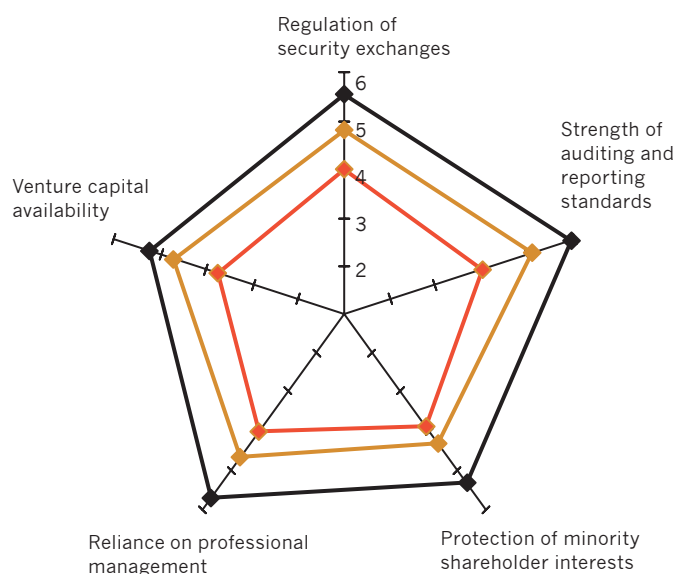 Regulation of
security exchanges
6
5
4
3
2
Strength of
auditing and
reporting
standards
Venture capital
availability
Reliance on professional
management
Protection of minority
shareholder interests